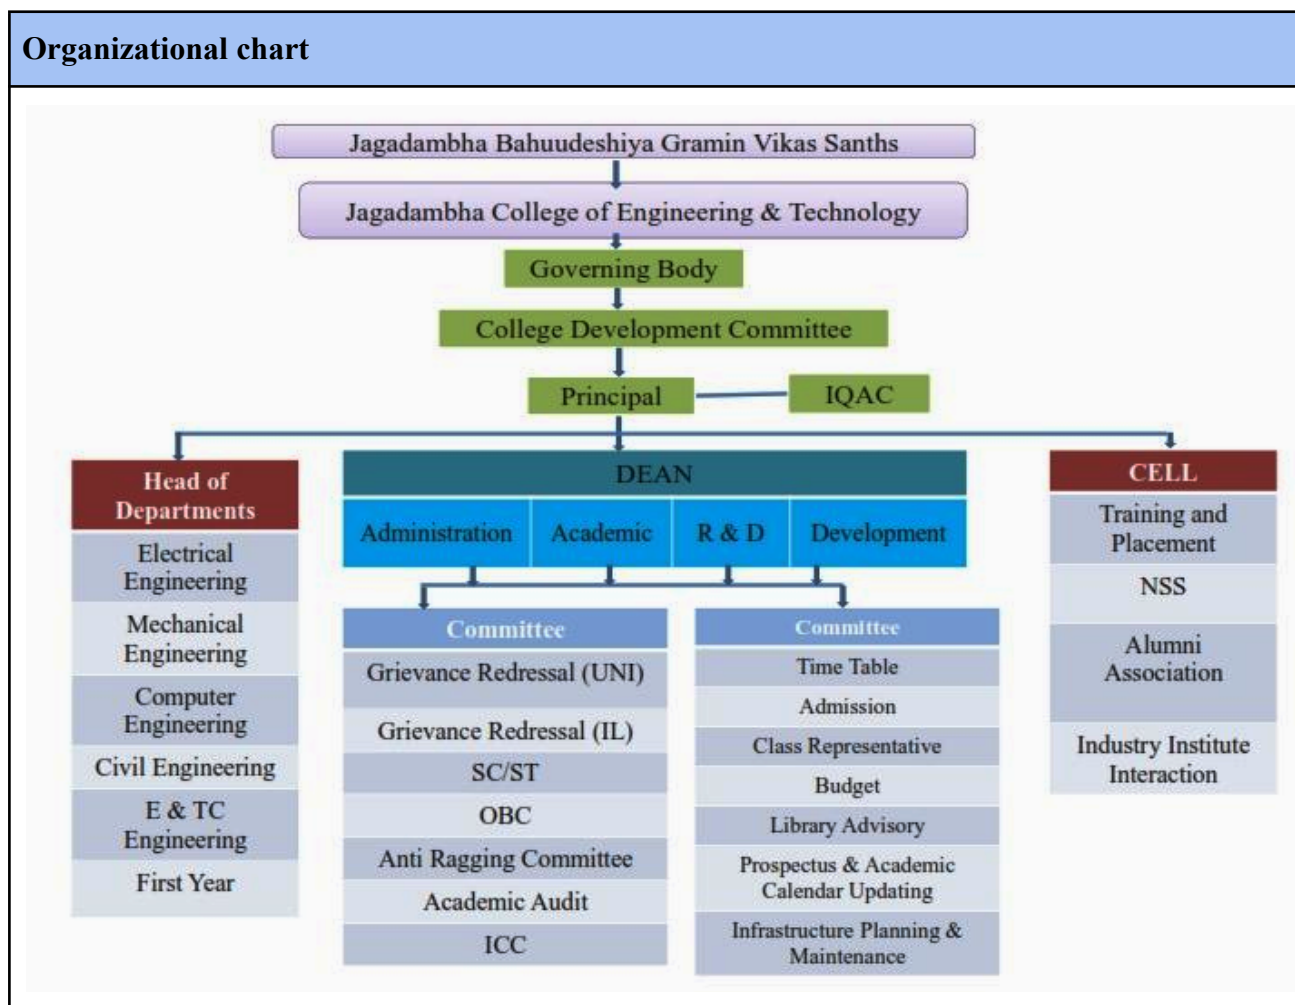 Organizational chart
Jagadambha Bahuudeshiya Gramin Vikas Sanths
Jagadambha College of Engineering & Technology
Governing Body
College Development Committee
Principal
IQAC
Head of
Departments
Electrical
Engineering
Mechanical
Engineering
Computer
Engineering
Civil Engineering
E & TC
Engineering
First Year
DEAN
Administration
Academic
R & D
Development
Committee
Grievance Redressal (UNI)
Grievance Redressal (IL)
SC/ST
OBC
Anti Ragging Committee
Academic Audit
ICC
Committee
Time Table
Admission
Class Representative
Budget
Library Advisory
Prospectus & Academic
Calendar Updating
Infrastructure Planning &
Maintenance
CELL
Training and
Placement
NSS
Alumni
Association
Industry Institute
Interaction